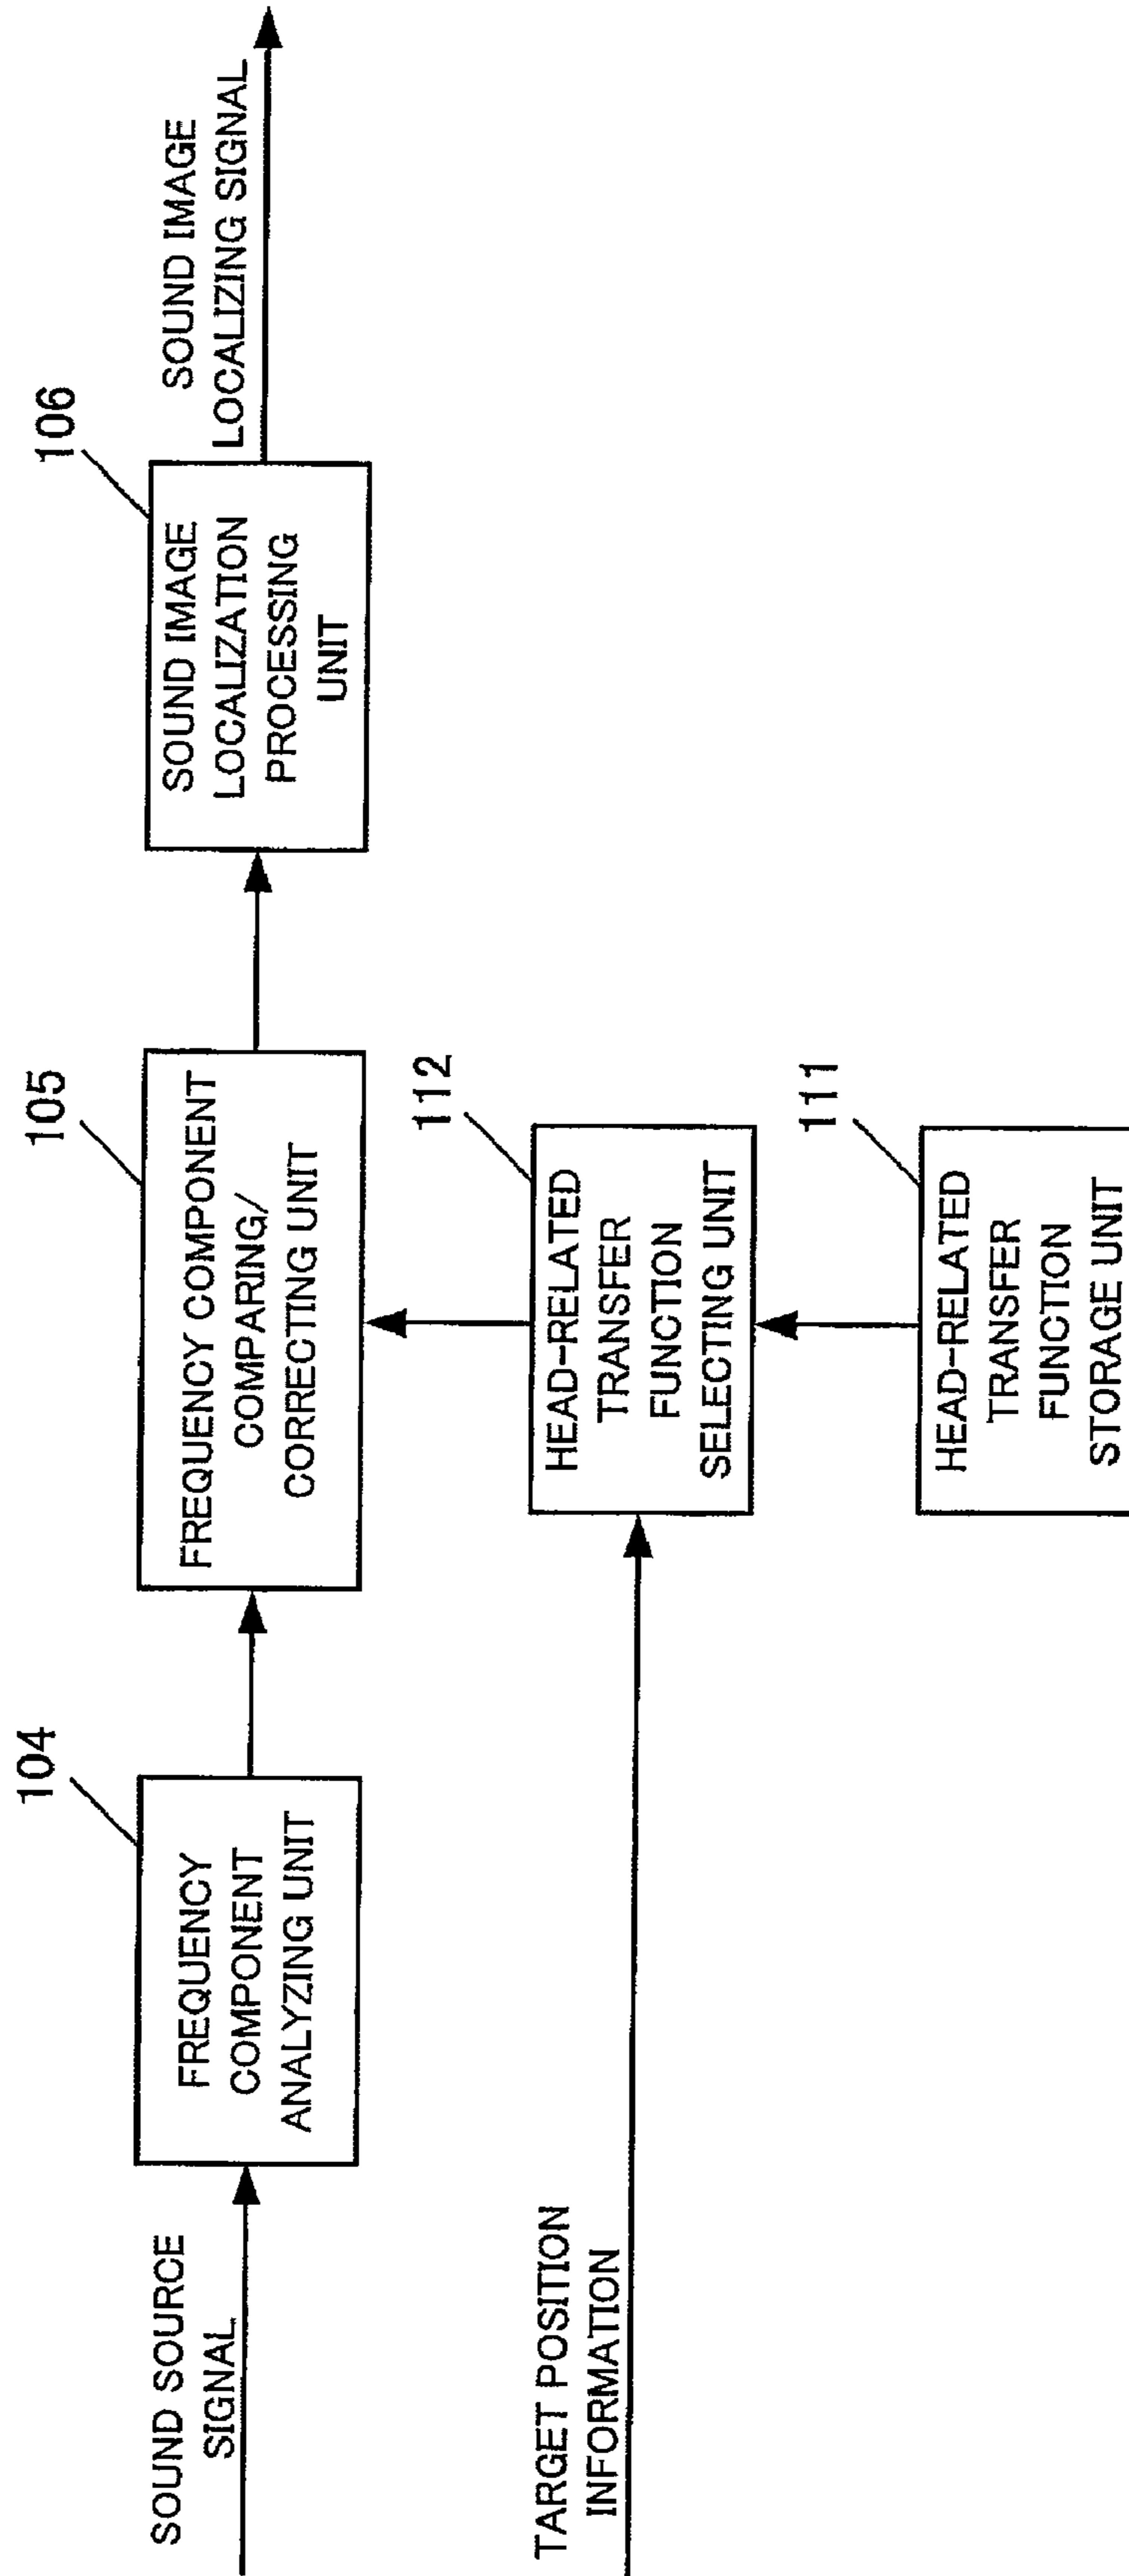 SOUND SOURCE
SIGNAL
104
FREQUENCY
COMPONENT
ANALYZING UNIT
105
FREQUENCY COMPONENT
COMPARING/
CORRECTING UNIT
106
SOUND IMAGE
LOCALIZATION
PROCESSING
UNIT
SOUND IMAGE
LOCALIZING SIGNAL
TARGET POSITION
INFORMATION
112
HEAD-RELATED
TRANSFER
FUNCTION
SELECTING UNIT
111
HEAD-RELATED
TRANSFER
FUNCTION
STORAGE UNIT